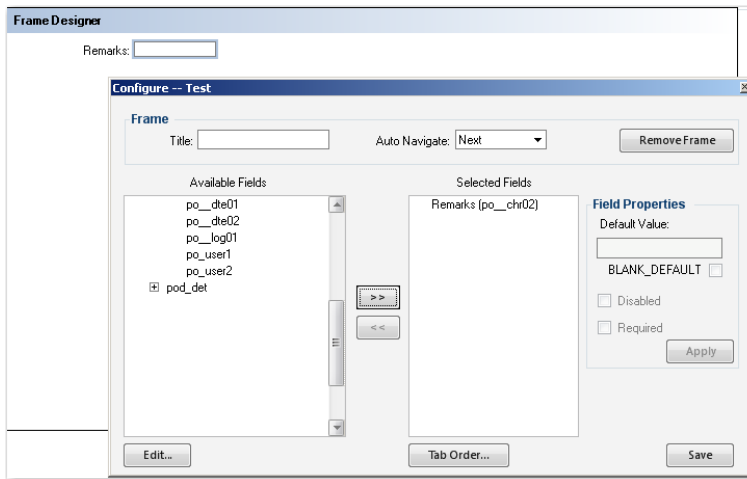 Frame Designer
Remarks:
Configure -- Test
Frame
Title:
Auto Navigate: Next
Remove Frame
Available Fields
Selected Fields
po__dte01
po__dte02
po__log01
po_user1
po_user2
pod_det
>>
<<
Remarks (po__chr02)
Field Properties
Default Value:
BLANK_DEFAULT
Disabled
Required
Apply
Edit...
Tab Order...
Save